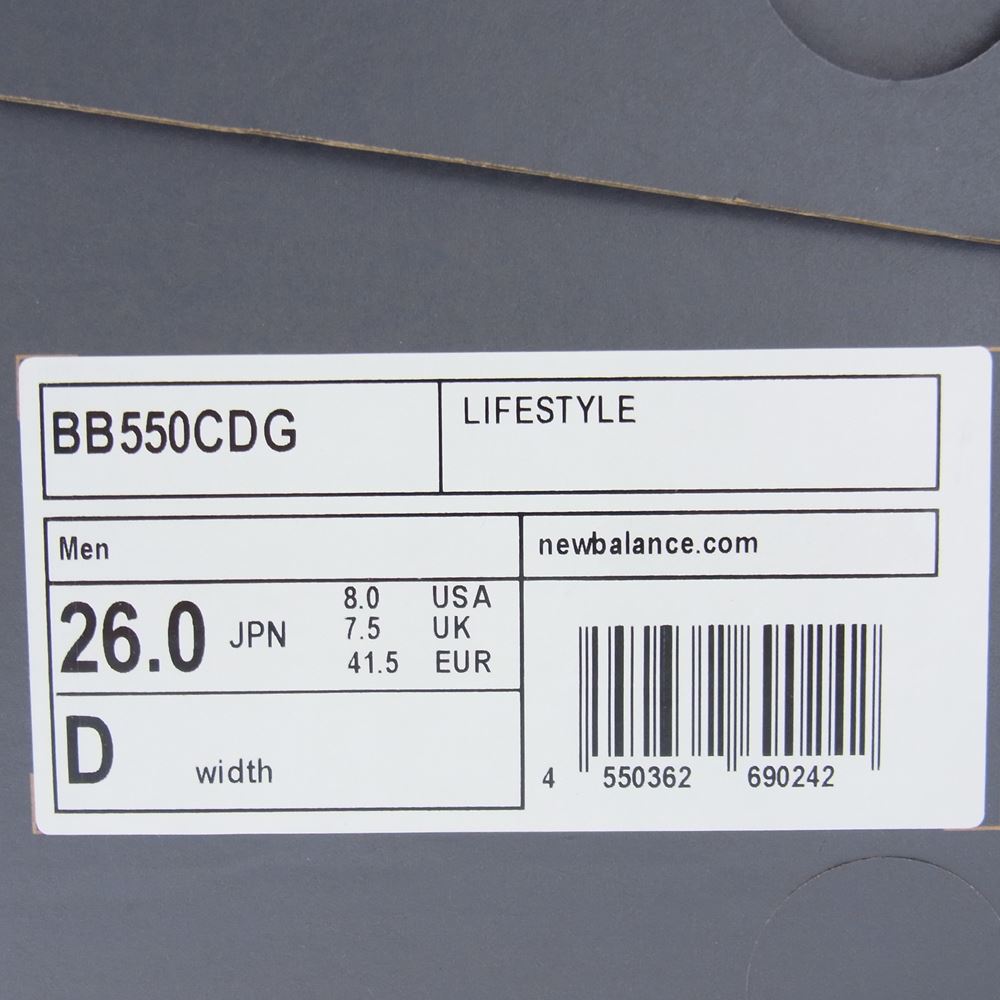 BB550CDG
LIFESTYLE
Men
newbalance.com
26.0 JPN
8.0 USA
7.5 UK
41.5 EUR
D width
4 550362 690242